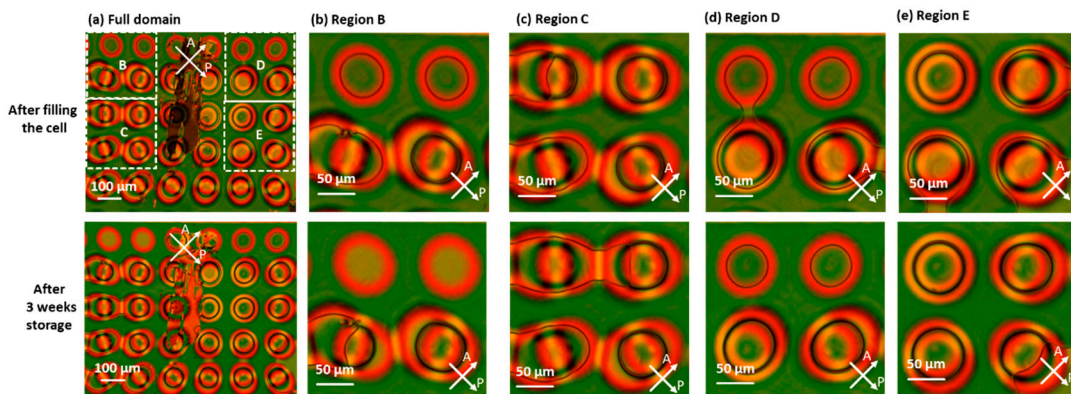 (a) Full domain
(b) Region B
(c) Region C
(d) Region D
(e) Region E
After filling
the cell
A
P
B
D
C
E
100 μm
50 μm
A
P
50 μm
A
P
50 μm
A
P
50 μm
A
P
After
3 weeks
storage
A
P
100 μm
50 μm
A
P
50 μm
A
P
50 μm
A
P
50 μm
A
P